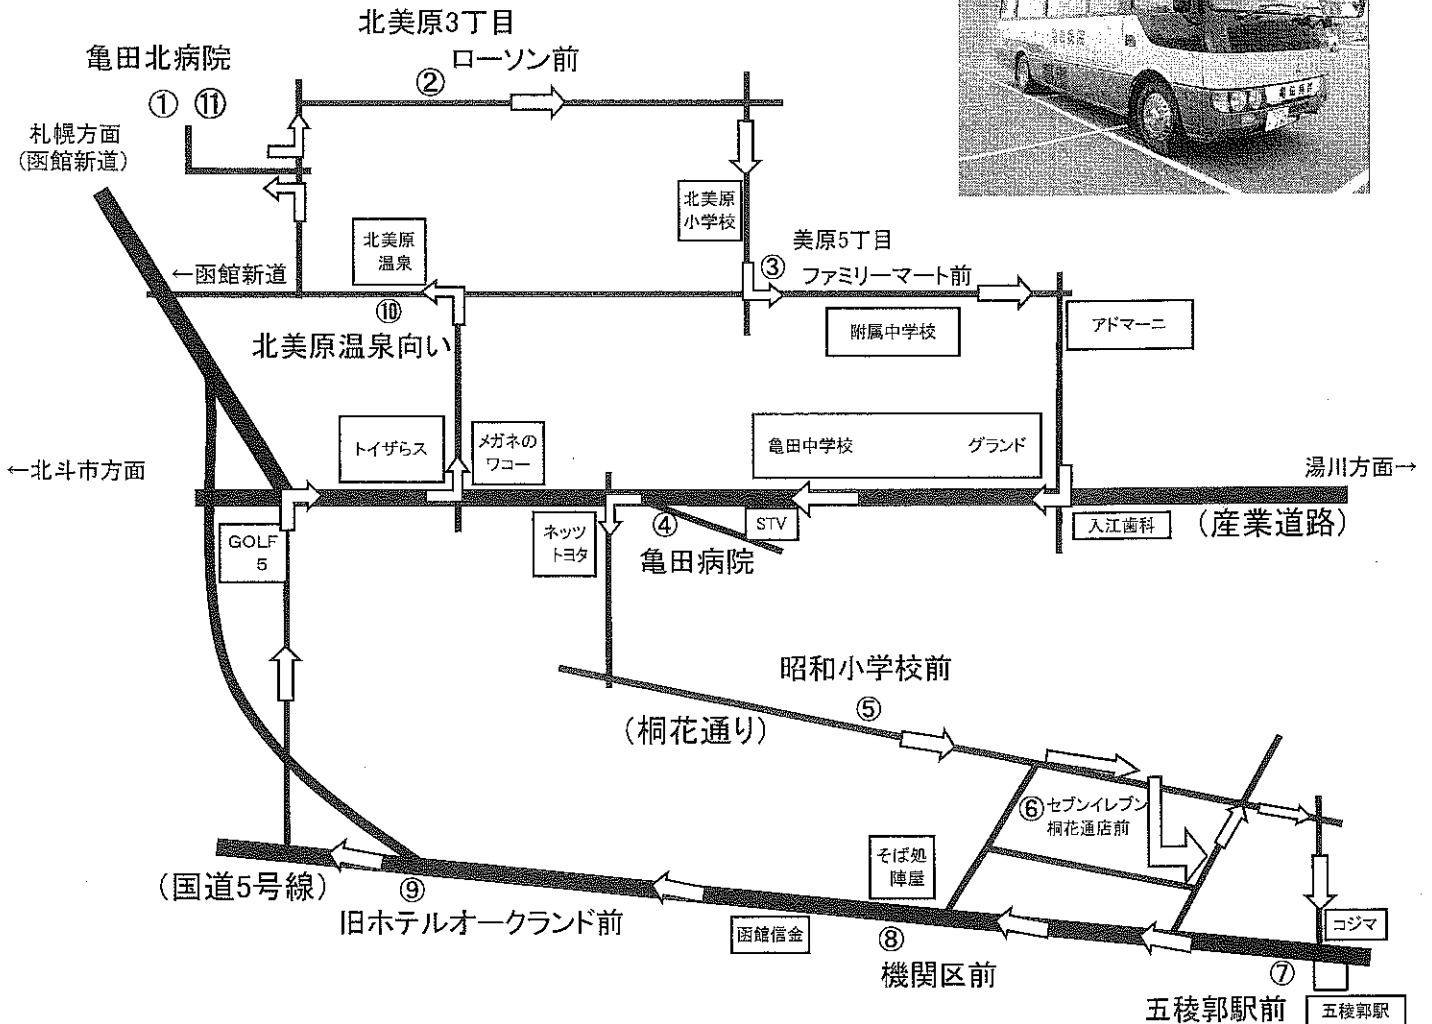 北美原3丁目
ローソン前
②
亀田北病院
① ⑪
札幌方面
(函館新道)
亀田病院
北美原
小学校
美原5丁目
③
ファミリーマート前
←函館新道
北美原
温泉
⑩
北美原温泉向い
附属中学校
アドマーニ
トイザらス
メガネの
ワコー
亀田中学校
グランド
←北斗市方面
湯川方面→
GOLF
5
ネッツ
トヨタ
④
STV
亀田病院
入江歯科
(産業道路)
昭和小学校前
⑤
(桐花通り)
⑥セブンイレブン
桐花通店前
そば処
陣屋
(国道5号線)
⑨
旧ホテルオークランド前
函館信金
⑧
機関区前
コジマ
⑦
五稜郭駅前
五稜郭駅